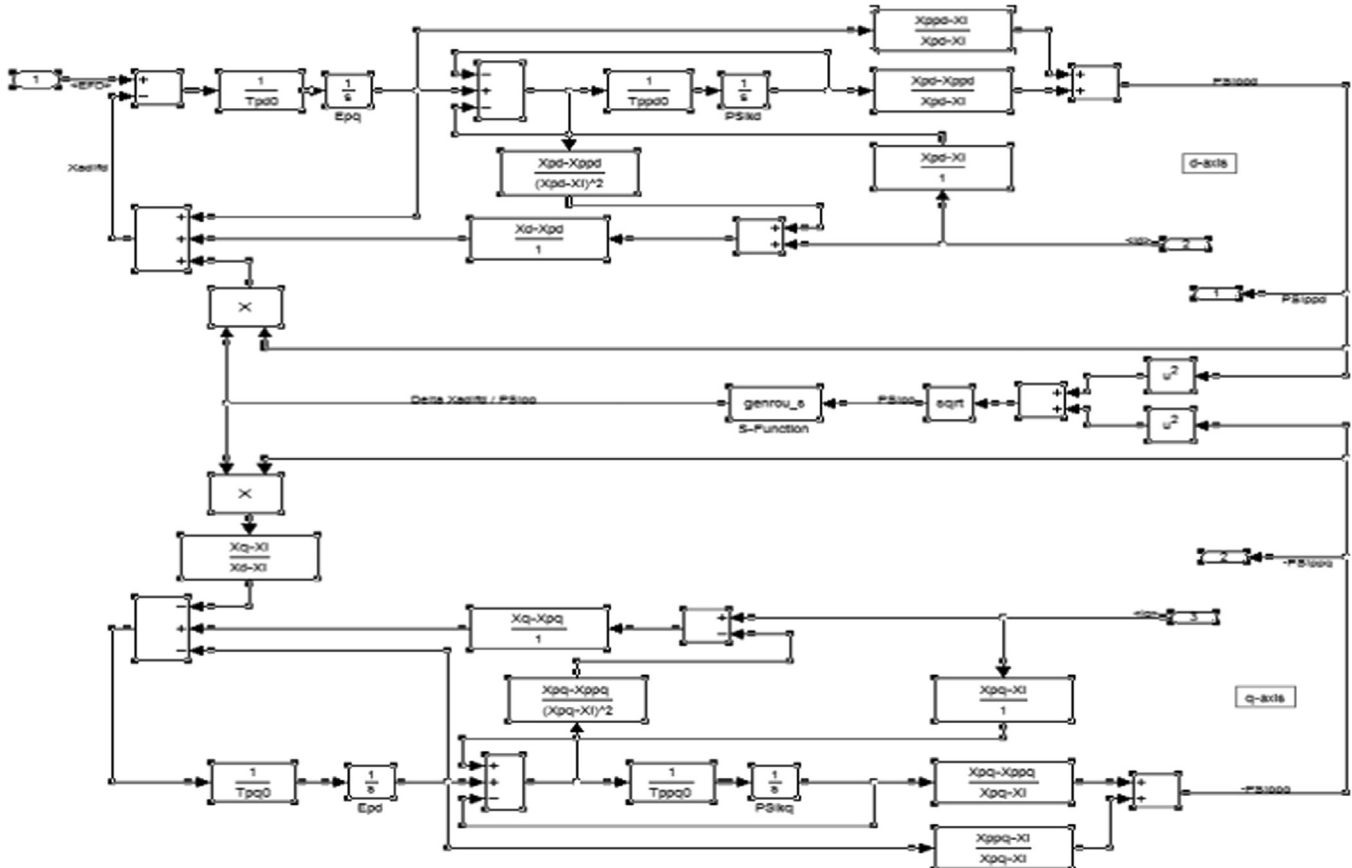 Xppd-Xl
Xpd-Xl
1
<EFD>
+
−
1
Tpd0
1
s
Epq
−
+
−
1
Tppd0
1
s
PSIkd
Xpd-Xppd
Xpd-Xl
+
+
PSIppd
Xadifd
Xpd-Xppd
(Xpd-Xl)^2
Xpd-Xl
1
d-axis
+
+
+
Xd-Xpd
1
+
+
2
X
1
PSIppd
u²
Delta Xadifd / PSIpp
genrou_s
S-Function
PSIpp
sqrt
+
+
u²
X
Xq-Xl
Xd-Xl
2
-PSIppq
−
+
−
Xq-Xpq
1
+
−
3
Xpq-Xppq
(Xpq-Xl)^2
Xpq-Xl
1
q-axis
1
Tpq0
1
s
Epd
+
+
−
1
Tppq0
1
s
PSIkq
Xpq-Xppq
Xpq-Xl
+
+
-PSIppq
Xppq-Xl
Xpq-Xl